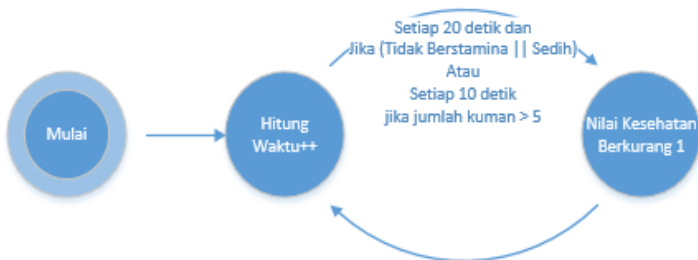 Mulai
Hitung
Waktu++
Setiap 20 detik dan
Jika (Tidak Berstamina || Sedih)
Atau
Setiap 10 detik
jika jumlah kuman > 5
Nilai Kesehatan
Berkurang 1